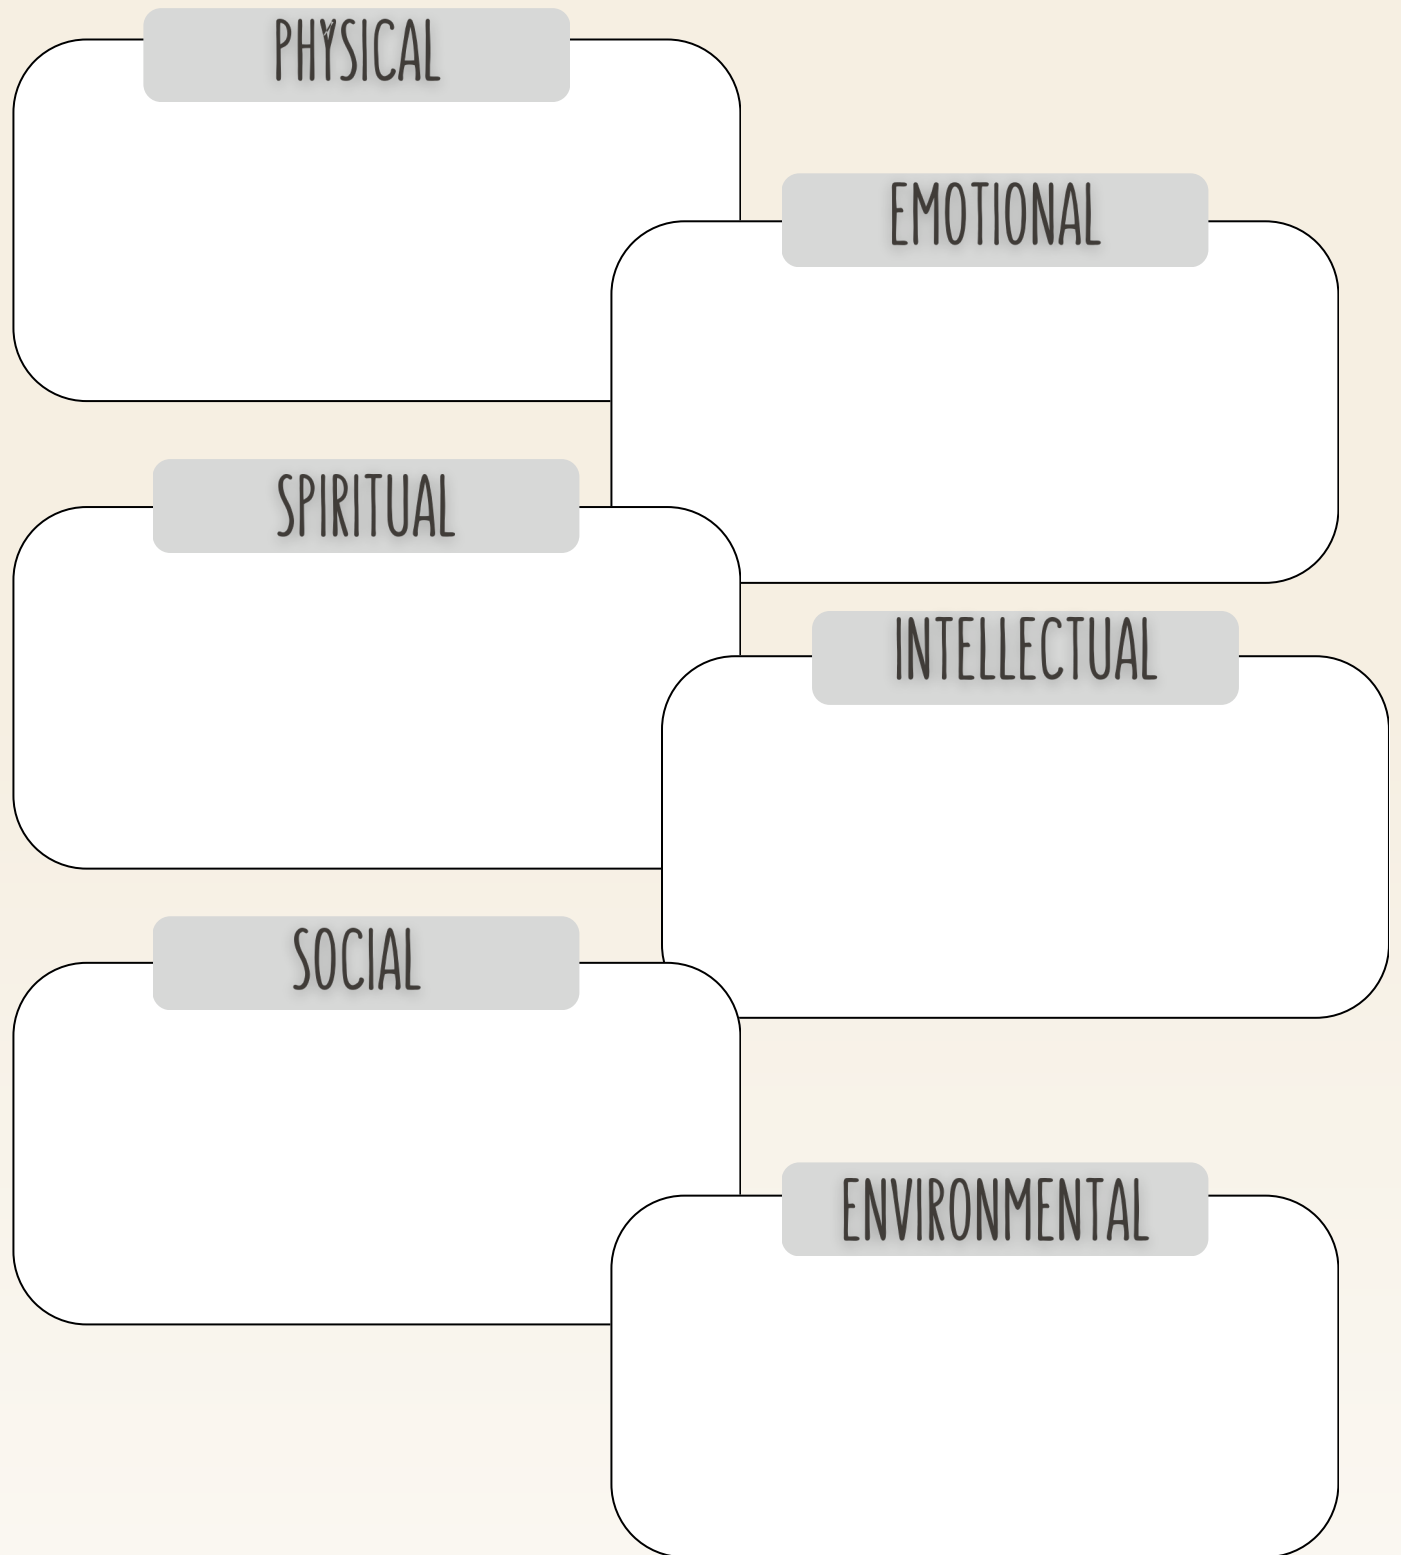 PHYSICAL
EMOTIONAL
SPIRITUAL
INTELLECTUAL
SOCIAL
ENVIRONMENTAL